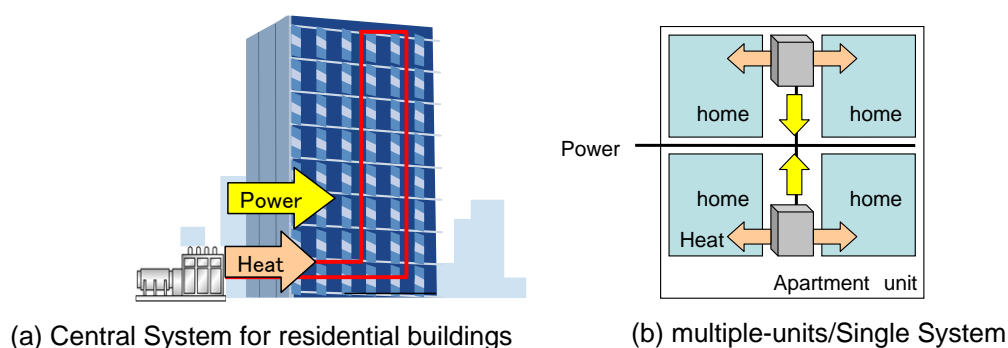 Power
Heat
(a) Central System for residential buildings
home
home
Power
home
home
Heat
Apartment unit
(b) multiple-units/Single System